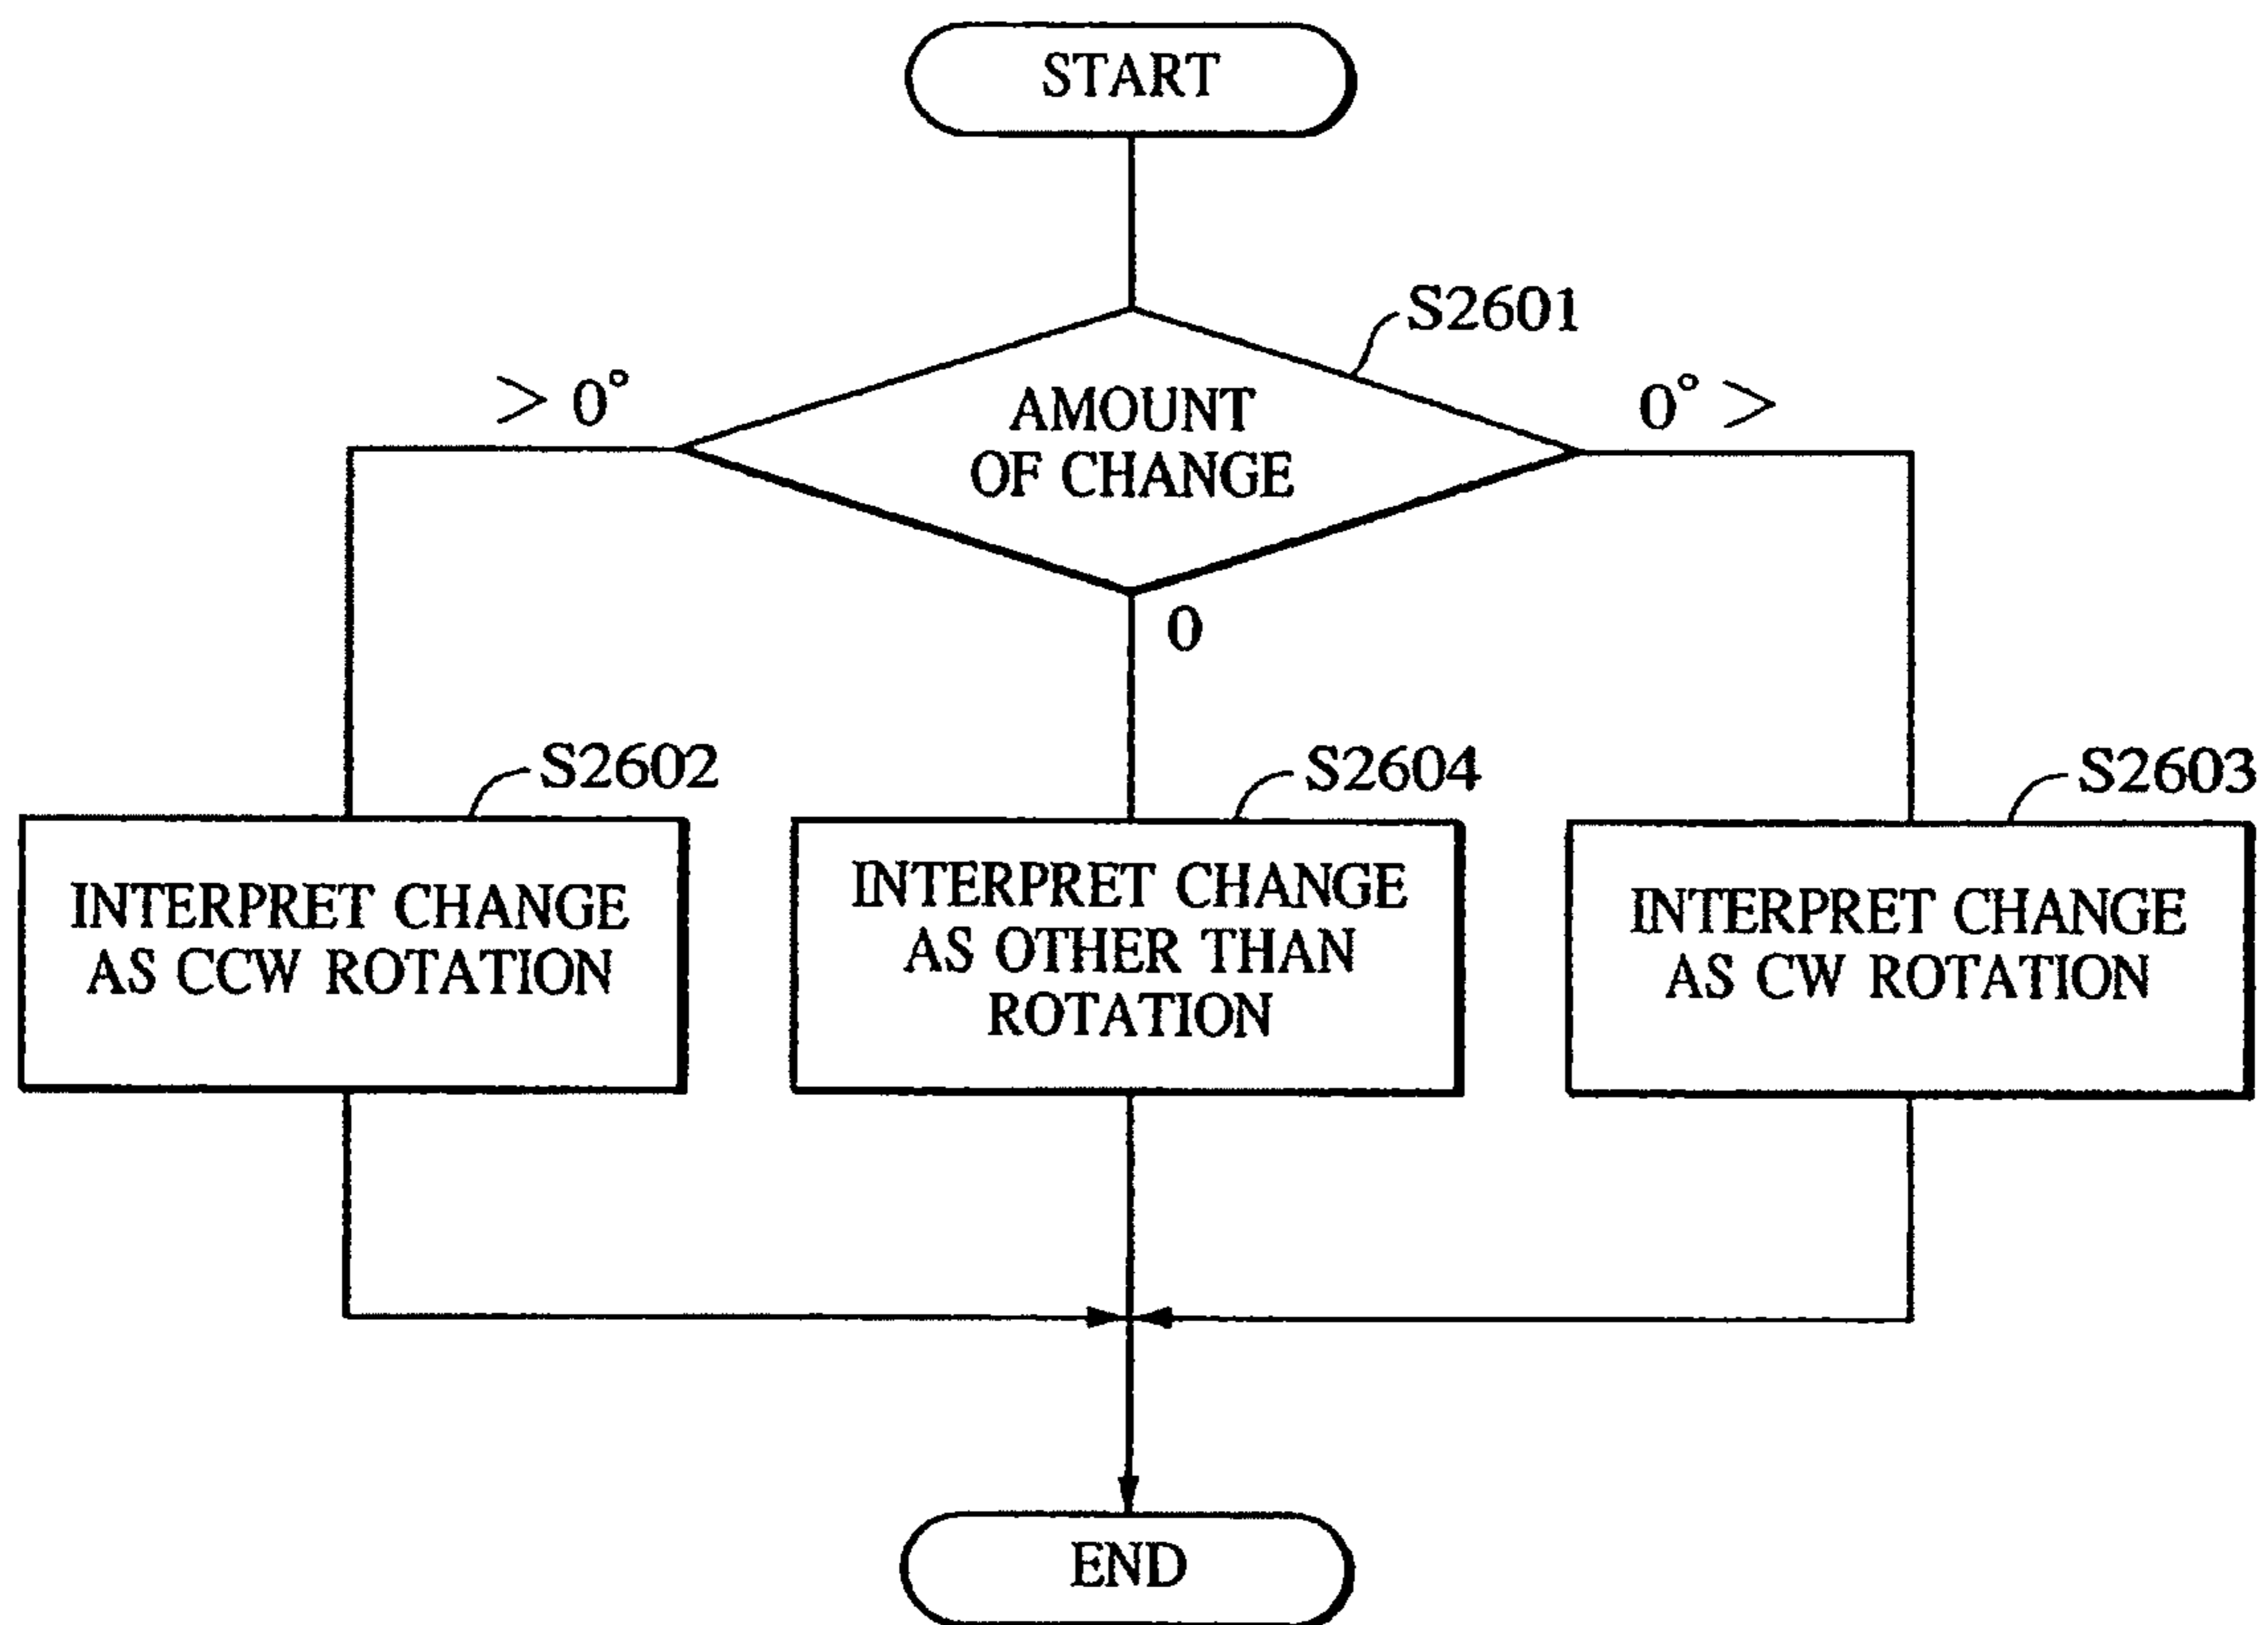 START
S2601
> 0°
AMOUNT
OF CHANGE
0° >
0
S2602
S2604
S2603
INTERPRET CHANGE
AS CCW ROTATION
INTERPRET CHANGE
AS OTHER THAN
ROTATION
INTERPRET CHANGE
AS CW ROTATION
END